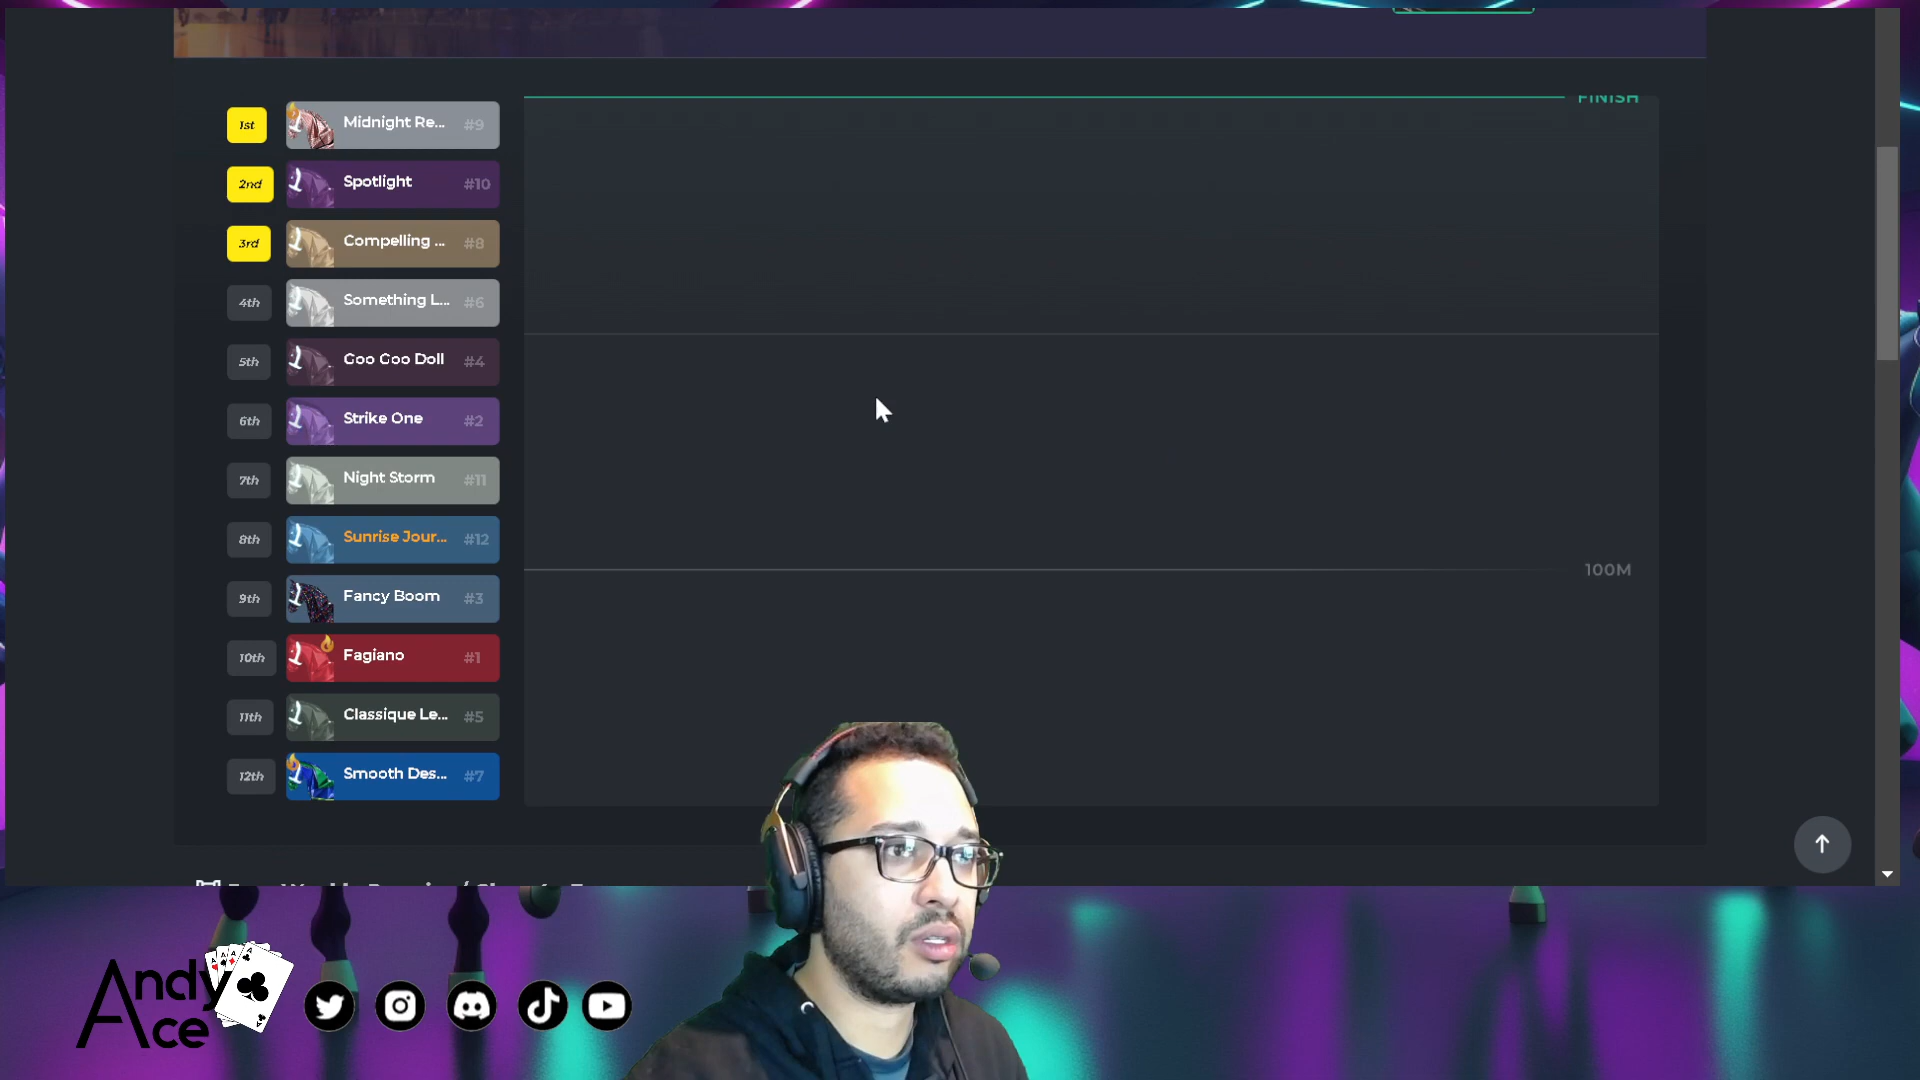 FINISH
1st Midnight Re... #9
2nd Spotlight #10
3rd Compelling ... #8
4th Something L... #6
5th Goo Goo Doll #4
6th Strike One #2
7th Night Storm #11
8th Sunrise Jour... #12
9th Fancy Boom #3
10th Fagiano #1
11th Classique Le... #5
12th Smooth Des... #7
100M
Andy
Ace